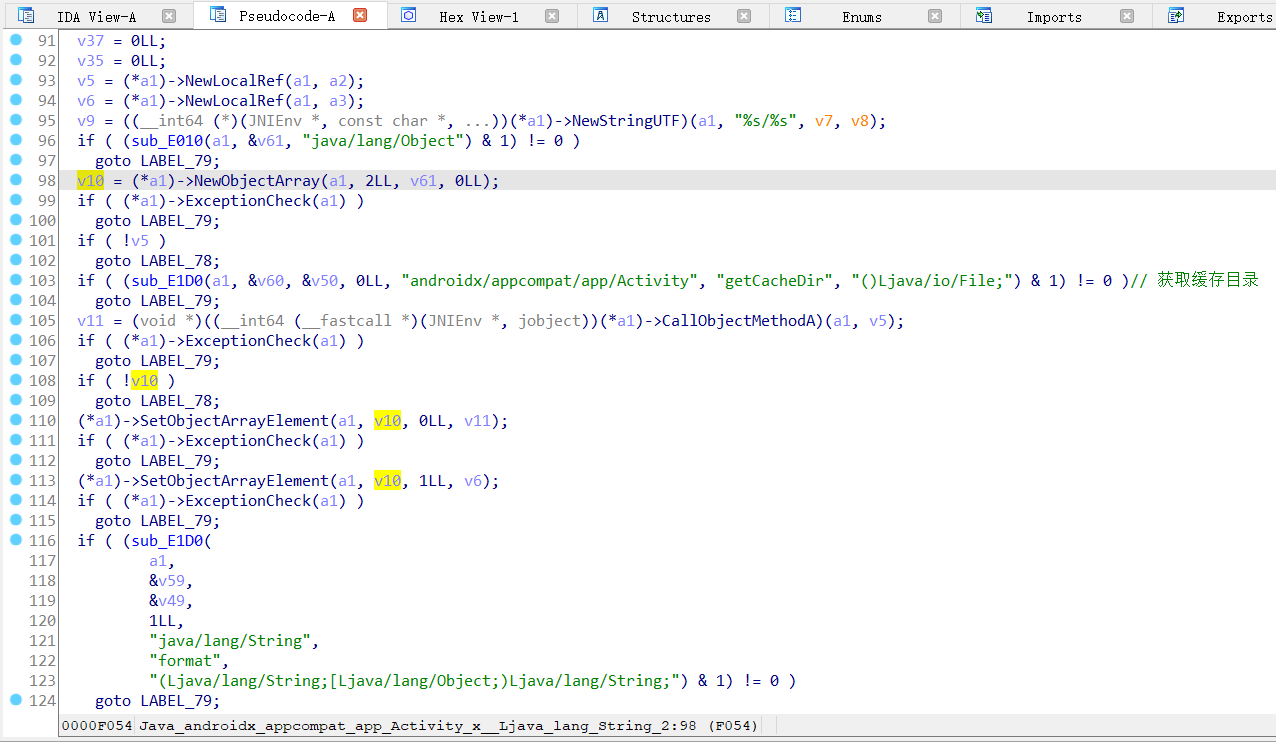 IDA View-A Pseudocode-A Hex View-1 Structures Enums Imports Exports
91 v37 = 0LL;
92 v35 = 0LL;
93 v5 = (*a1)->NewLocalRef(a1, a2);
94 v6 = (*a1)->NewLocalRef(a1, a3);
95 v9 = ((__int64 (*)(JNIEnv *, const char *, ...))(*a1)->NewStringUTF)(a1, "%s/%s", v7, v8);
96 if ( (sub_E010(a1, &v61, "java/lang/Object") & 1) != 0 )
97 goto LABEL_79;
98 v10 = (*a1)->NewObjectArray(a1, 2LL, v61, 0LL);
99 if ( (*a1)->ExceptionCheck(a1) )
100 goto LABEL_79;
101 if ( !v5 )
102 goto LABEL_78;
103 if ( (sub_E1D0(a1, &v60, &v50, 0LL, "androidx/appcompat/app/Activity", "getCacheDir", "()Ljava/io/File;") & 1) != 0 )// 获取缓存目录
104 goto LABEL_79;
105 v11 = (void *)((__int64 (__fastcall *)(JNIEnv *, jobject))(*a1)->CallObjectMethodA)(a1, v5);
106 if ( (*a1)->ExceptionCheck(a1) )
107 goto LABEL_79;
108 if ( !v10 )
109 goto LABEL_78;
110 (*a1)->SetObjectArrayElement(a1, v10, 0LL, v11);
111 if ( (*a1)->ExceptionCheck(a1) )
112 goto LABEL_79;
113 (*a1)->SetObjectArrayElement(a1, v10, 1LL, v6);
114 if ( (*a1)->ExceptionCheck(a1) )
115 goto LABEL_79;
116 if ( (sub_E1D0(
117 a1,
118 &v59,
119 &v49,
120 1LL,
121 "java/lang/String",
122 "format",
123 "(Ljava/lang/String;[Ljava/lang/Object;)Ljava/lang/String;") & 1) != 0 )
124 goto LABEL_79;
0000F054 Java_androidx_appcompat_app_Activity_x__Ljava_lang_String_2:98 (F054)